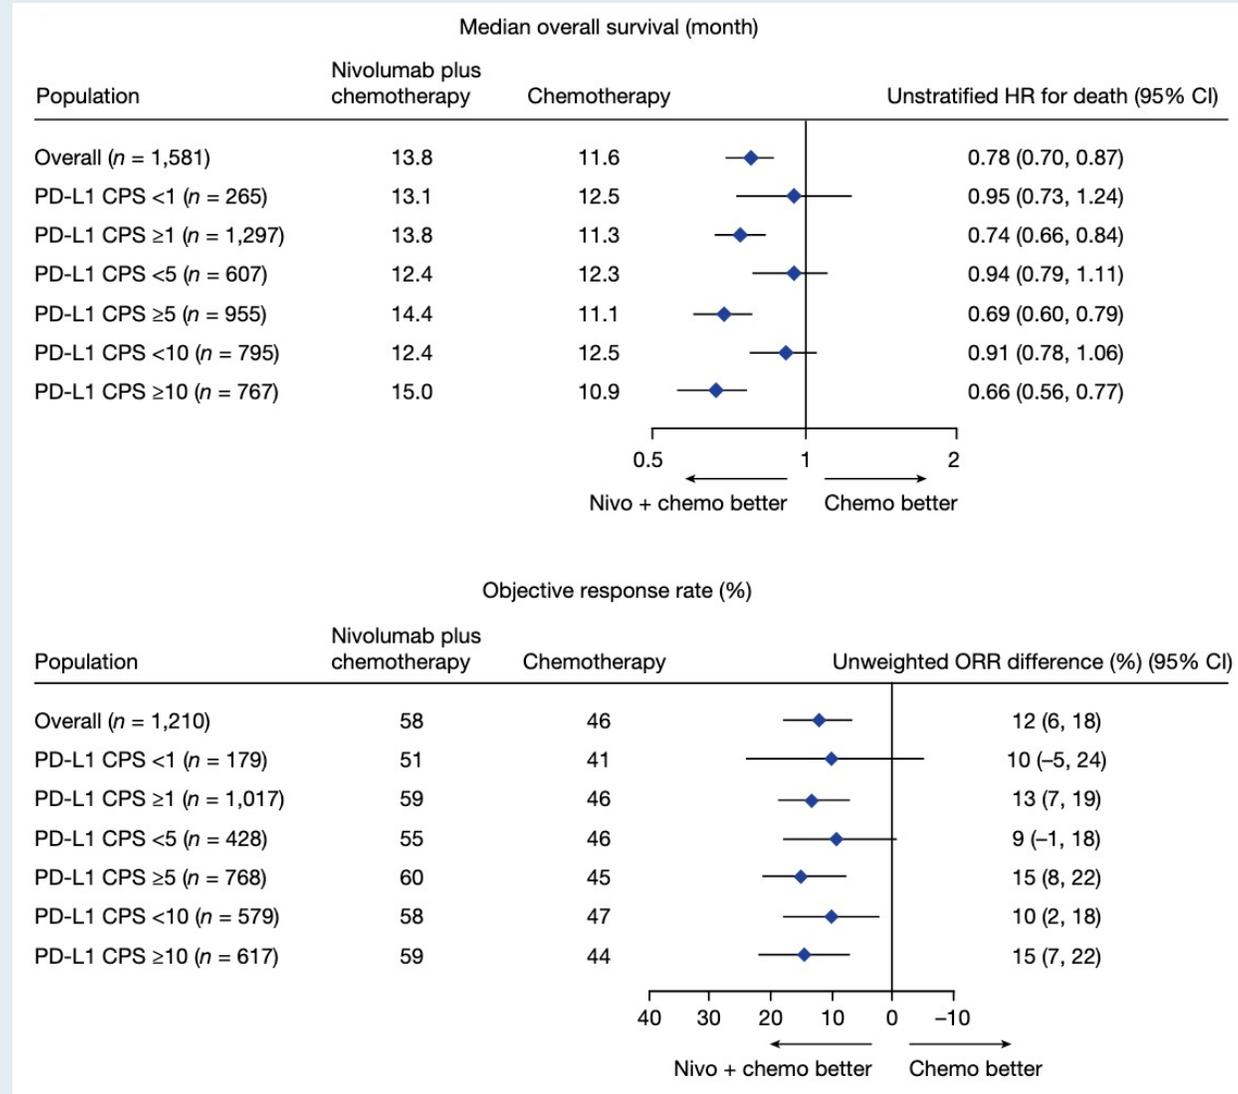 Median overall survival (month)
Nivolumab plus
Population chemotherapy Chemotherapy Unstratified HR for death (95% CI)
Overall (n = 1,581) 13.8 11.6 0.78 (0.70, 0.87)
PD-L1 CPS <1 (n = 265) 13.1 12.5 0.95 (0.73, 1.24)
PD-L1 CPS ≥1 (n = 1,297) 13.8 11.3 0.74 (0.66, 0.84)
PD-L1 CPS <5 (n = 607) 12.4 12.3 0.94 (0.79, 1.11)
PD-L1 CPS ≥5 (n = 955) 14.4 11.1 0.69 (0.60, 0.79)
PD-L1 CPS <10 (n = 795) 12.4 12.5 0.91 (0.78, 1.06)
PD-L1 CPS ≥10 (n = 767) 15.0 10.9 0.66 (0.56, 0.77)
0.5 1 2
Nivo + chemo better Chemo better
Objective response rate (%)
Nivolumab plus
Population chemotherapy Chemotherapy Unweighted ORR difference (%) (95% CI)
Overall (n = 1,210) 58 46 12 (6, 18)
PD-L1 CPS <1 (n = 179) 51 41 10 (–5, 24)
PD-L1 CPS ≥1 (n = 1,017) 59 46 13 (7, 19)
PD-L1 CPS <5 (n = 428) 55 46 9 (–1, 18)
PD-L1 CPS ≥5 (n = 768) 60 45 15 (8, 22)
PD-L1 CPS <10 (n = 579) 58 47 10 (2, 18)
PD-L1 CPS ≥10 (n = 617) 59 44 15 (7, 22)
40 30 20 10 0 –10
Nivo + chemo better Chemo better